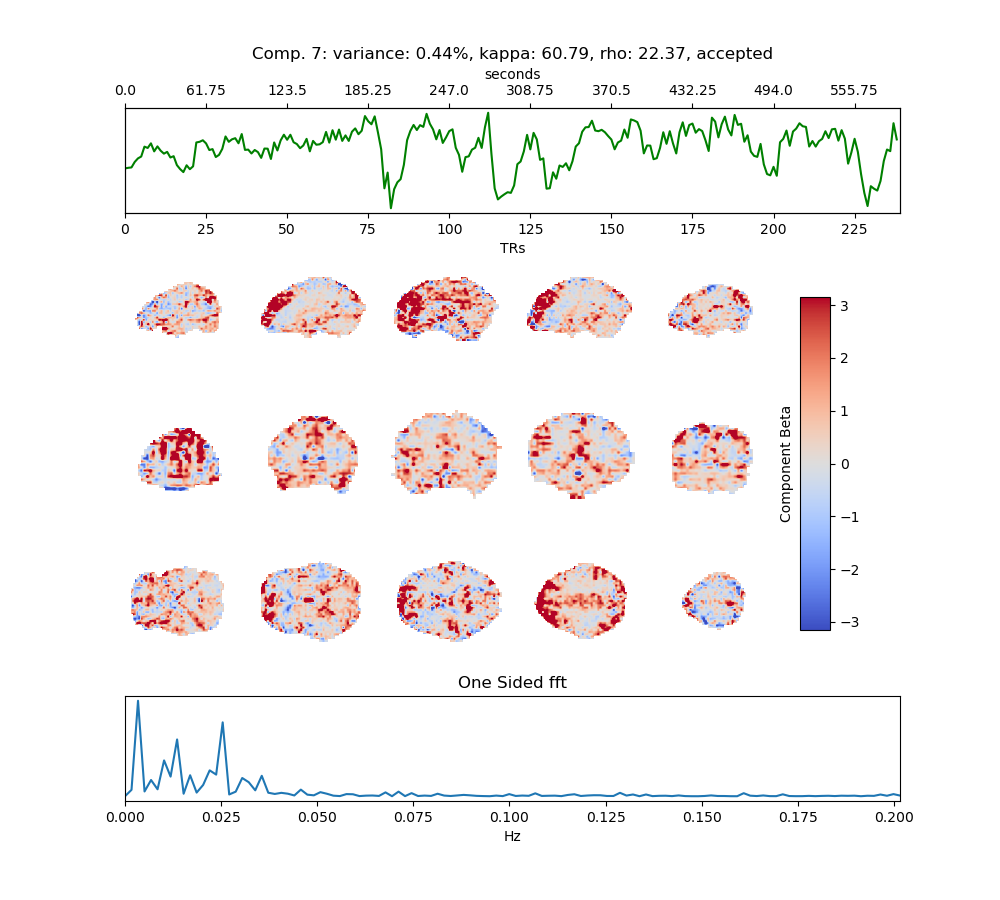 Comp. 7: variance: 0.44%, kappa: 60.79, rho: 22.37, accepted
seconds
0.0 61.75 123.5 185.25 247.0 308.75 370.5 432.25 494.0 555.75
0 25 50 75 100 125 150 175 200 225
TRs
Component Beta
3
2
1
0
−1
−2
−3
One Sided fft
0.000 0.025 0.050 0.075 0.100 0.125 0.150 0.175 0.200
Hz